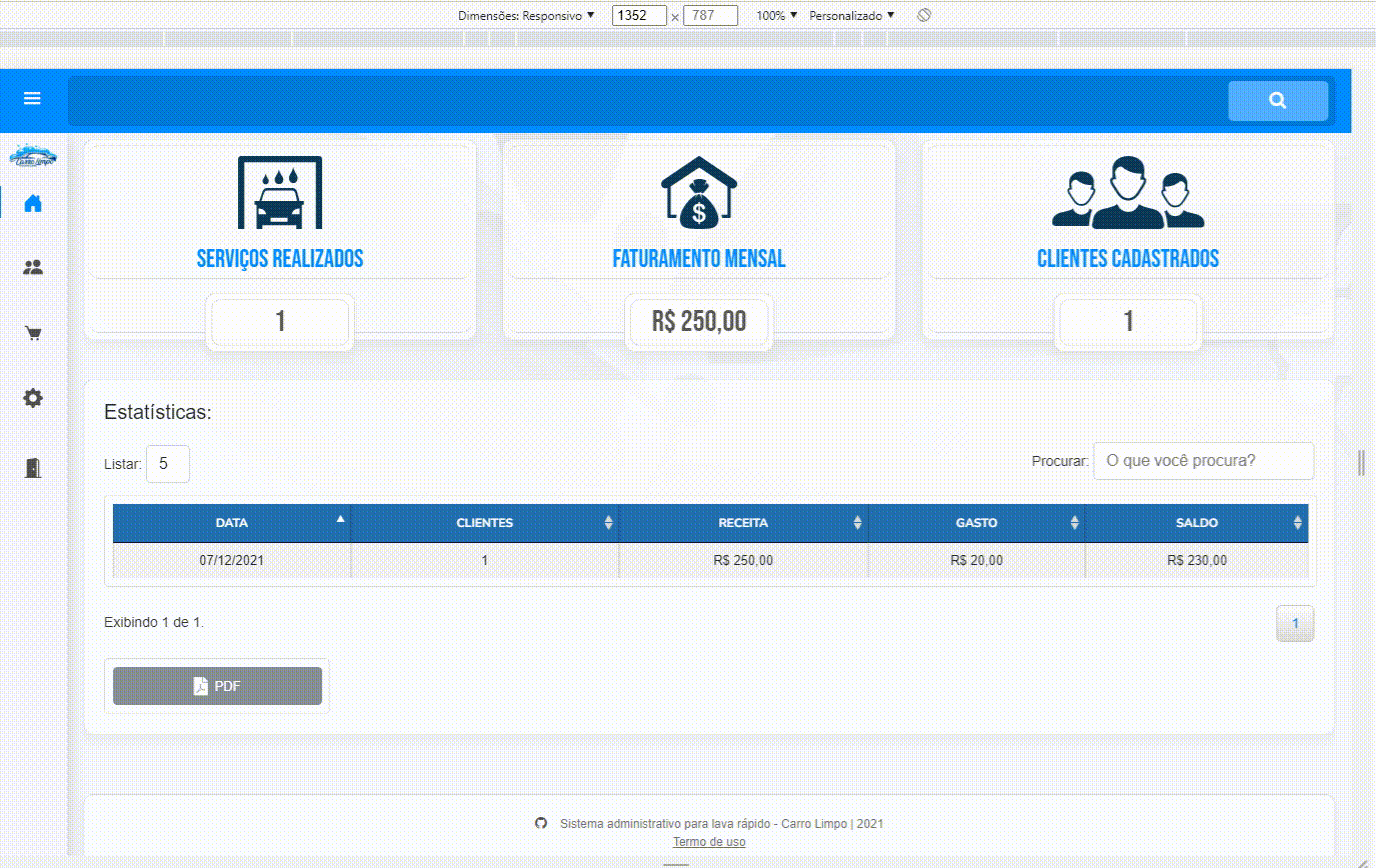 Dimensões: Responsivo 1352 x 787 100% Personalizado
Carro Limpo
SERVIÇOS REALIZADOS
1
FATURAMENTO MENSAL
R$ 250,00
CLIENTES CADASTRADOS
1
Estatísticas:
Listar: 5
Procurar: O que você procura?
DATA CLIENTES RECEITA GASTO SALDO
07/12/2021 1 R$ 250,00 R$ 20,00 R$ 230,00
Exibindo 1 de 1.
1
PDF
Sistema administrativo para lava rápido - Carro Limpo | 2021
Termo de uso